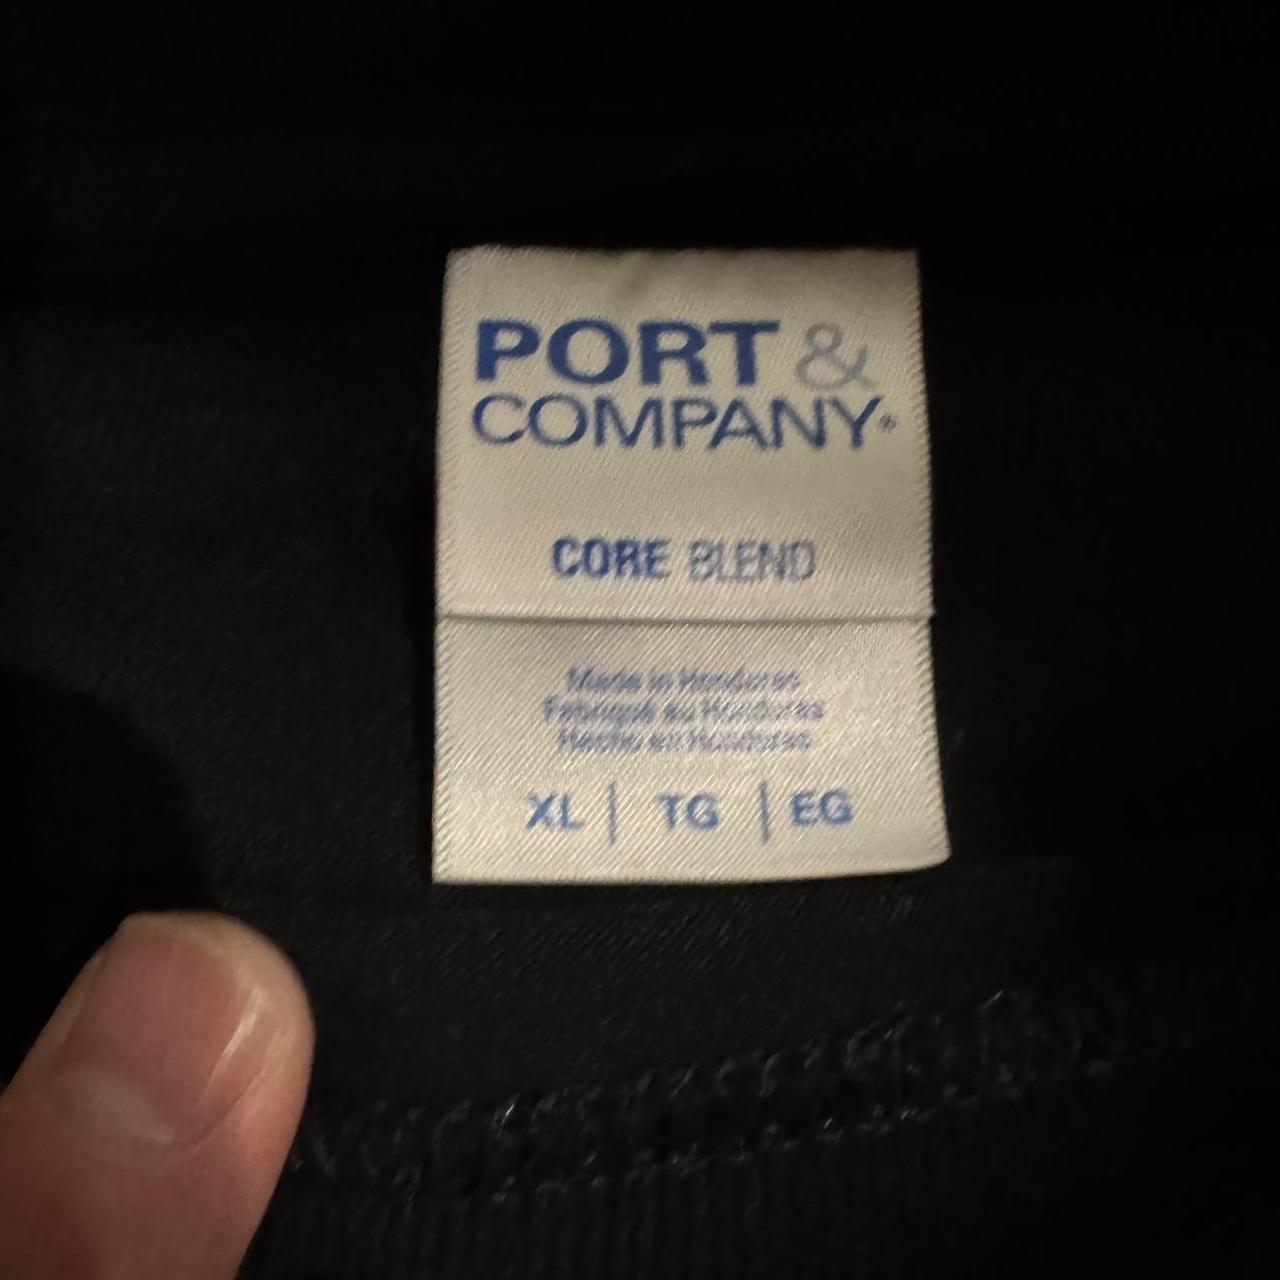 PORT &
COMPANY®
CORE BLEND
Made in Honduras
Fabriqué au Honduras
Hecho en Honduras
XL | TG | EG